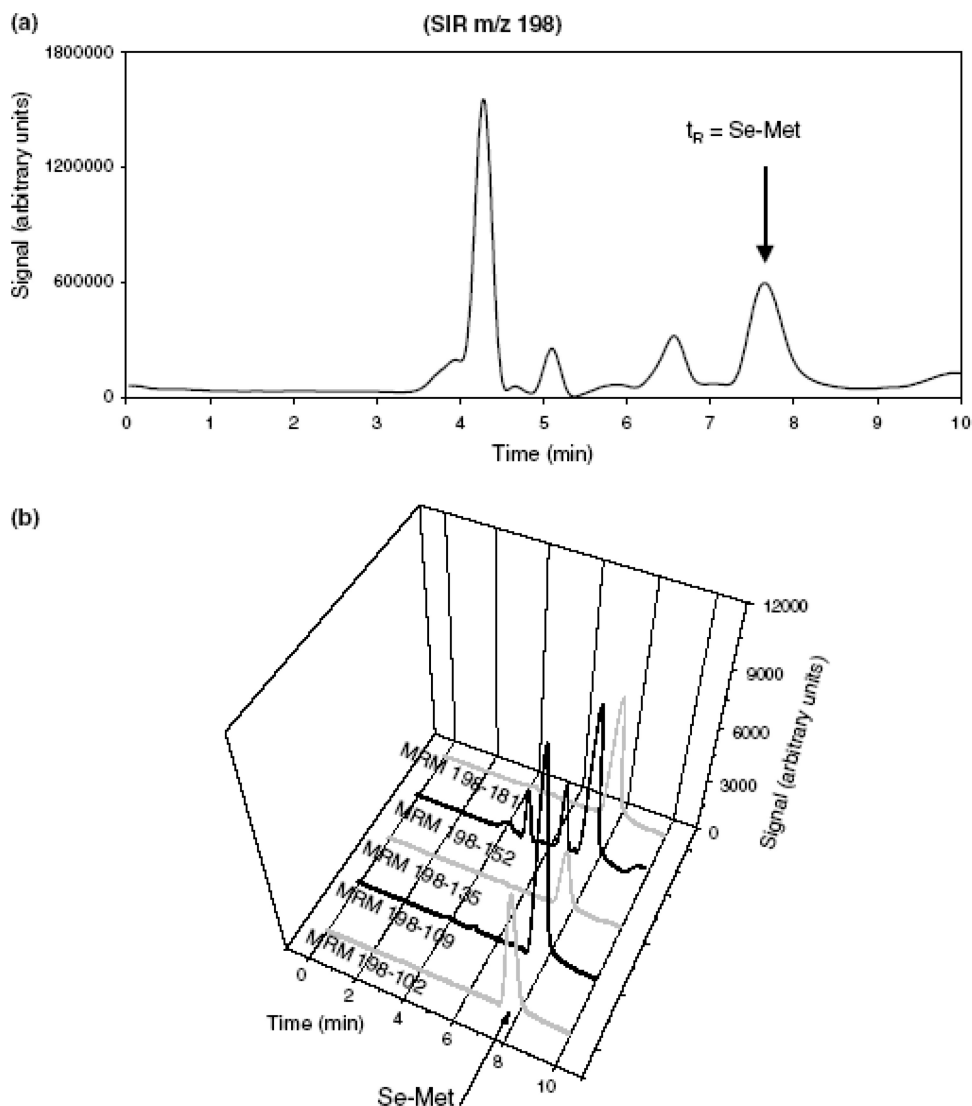 (a)
(SIR m/z 198)
1800000
1200000
600000
0
Signal (arbitrary units)
tR = Se-Met
0 1 2 3 4 5 6 7 8 9 10
Time (min)
(b)
12000
9000
6000
3000
0
Signal (arbitrary units)
MRM 198-181
MRM 198-152
MRM 198-135
MRM 198-109
MRM 198-102
0 2 4 6 8 10
Time (min)
Se-Met